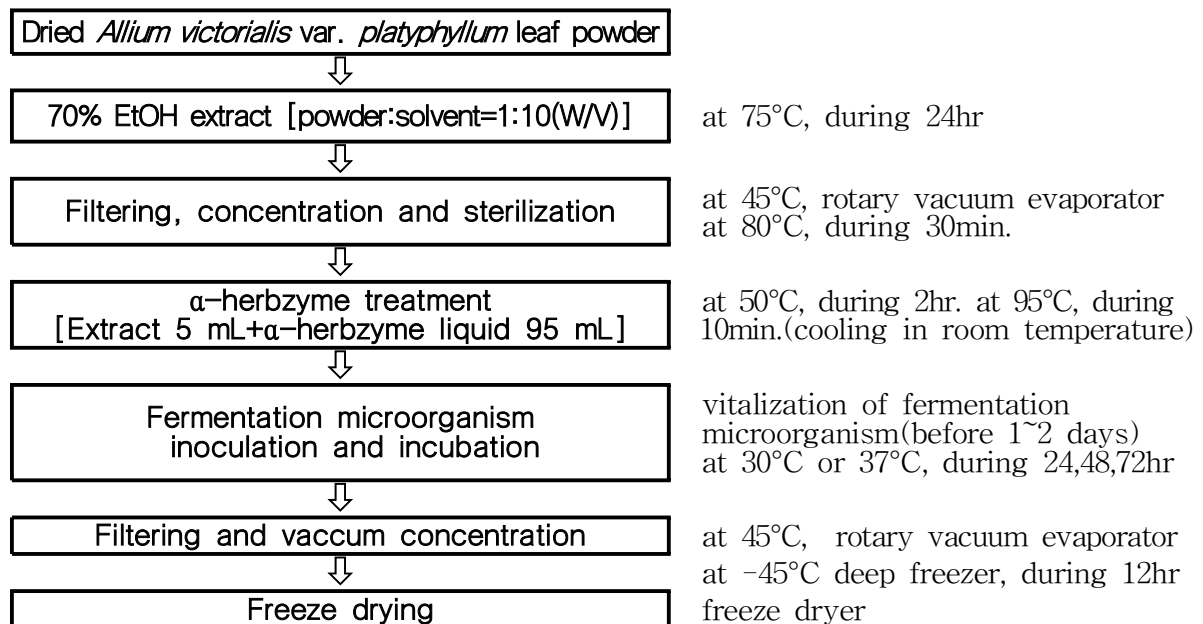 Dried Allium victorialis var. platyphyllum leaf powder
70% EtOH extract [powder:solvent=1:10(W/V)]
at 75°C, during 24hr
Filtering, concentration and sterilization
at 45°C, rotary vacuum evaporator
at 80°C, during 30min.
α-herbzyme treatment
[Extract 5 mL+α-herbzyme liquid 95 mL]
at 50°C, during 2hr. at 95°C, during
10min.(cooling in room temperature)
Fermentation microorganism
inoculation and incubation
vitalization of fermentation
microorganism(before 1~2 days)
at 30°C or 37°C, during 24,48,72hr
Filtering and vaccum concentration
at 45°C, rotary vacuum evaporator
at -45°C deep freezer, during 12hr
Freeze drying
freeze dryer